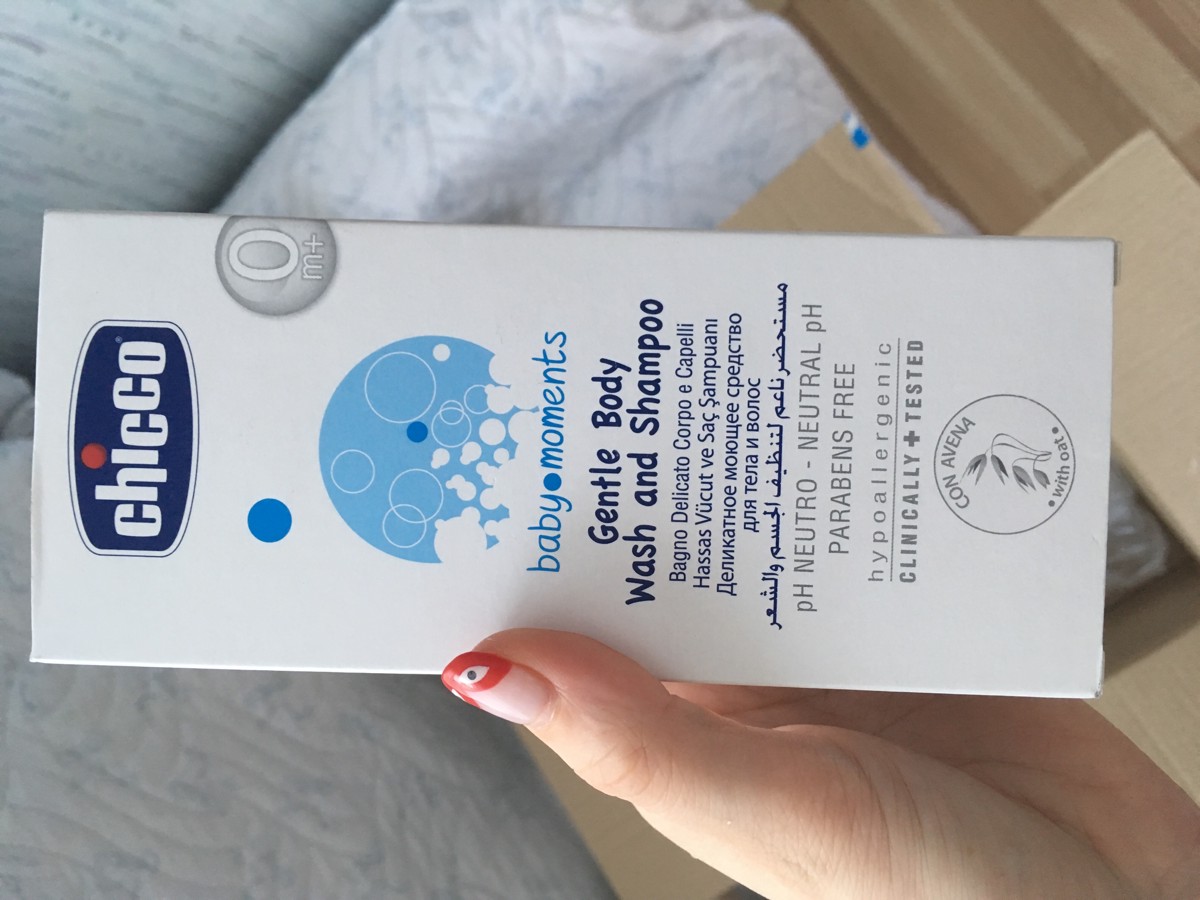 0
m+
chicco
baby•moments
Gentle Body
Wash and Shampoo
Bagno Delicato Corpo e Capelli
Hassas Vücut ve Saç Şampuanı
Деликатное моющее средство
для тела и волос
مستحضر ناعم لتنظيف الجسم والشعر
pH NEUTRO - NEUTRAL pH
PARABENS FREE
hypoallergenic
CLINICALLY + TESTED
CON AVENA
• with oat •